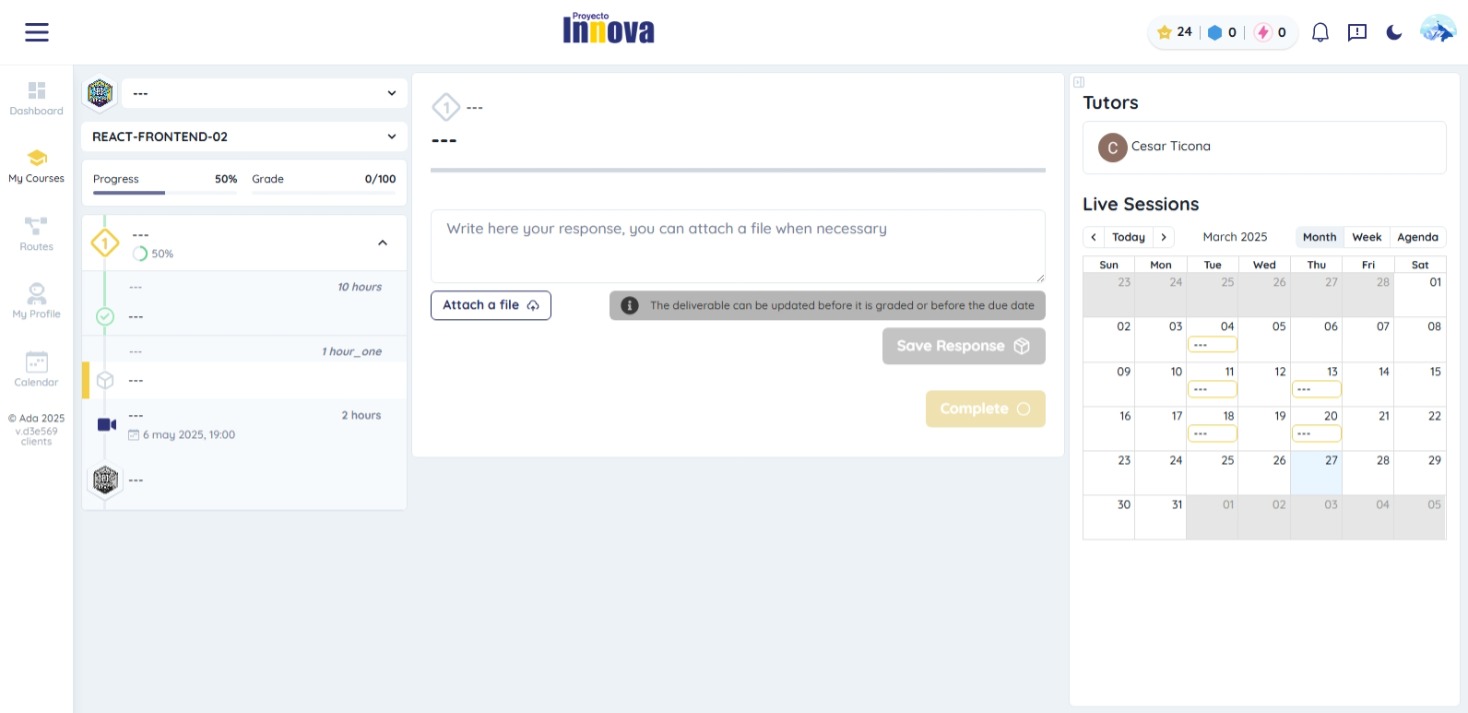 Proyecto
Innova
24
0
0
Dashboard
My Courses
Routes
My Profile
Calendar
© Ada 2025
v.d3e569
clients
---
REACT-FRONTEND-02
Progress 50% Grade 0/100
1
---
50%
--- 10 hours
---
--- 1 hour_one
---
--- 2 hours
6 may 2025, 19:00
---
1 ---
---
Write here your response, you can attach a file when necessary
Attach a file
The deliverable can be updated before it is graded or before the due date
Save Response
Complete
Tutors
C Cesar Ticona
Live Sessions
Today March 2025 Month Week Agenda
Sun Mon Tue Wed Thu Fri Sat
23 24 25 26 27 28 01
02 03 04 05 06 07 08
---
09 10 11 12 13 14 15
--- ---
16 17 18 19 20 21 22
--- ---
23 24 25 26 27 28 29
30 31 01 02 03 04 05